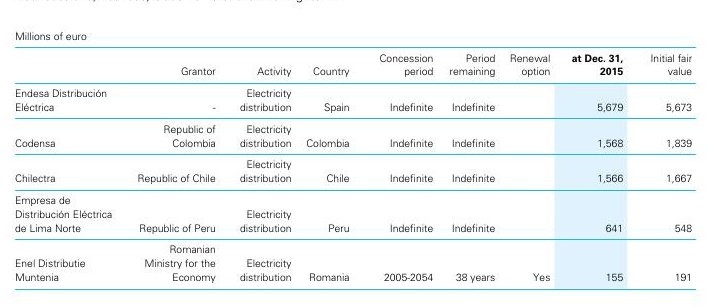 Millions of euro
Grantor Activity Country Concession period Period remaining Renewal option at Dec. 31, 2015 Initial fair value
Endesa Distribución Eléctrica - Electricity distribution Spain Indefinite Indefinite 5,679 5,673
Codensa Republic of Colombia Electricity distribution Colombia Indefinite Indefinite 1,568 1,839
Chilectra Republic of Chile Electricity distribution Chile Indefinite Indefinite 1,566 1,667
Empresa de Distribución Eléctrica de Lima Norte Republic of Peru Electricity distribution Peru Indefinite Indefinite 641 548
Enel Distributie Muntenia Romanian Ministry for the Economy Electricity distribution Romania 2005-2054 38 years Yes 155 191